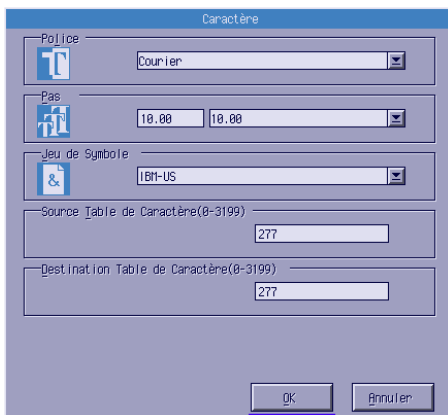 Caractère
Police
Courier
Pas
10.00 10.00
Jeu de Symbole
&
IBM-US
Source Table de Caractère(0-3199)
277
Destination Table de Caractère(0-3199)
277
OK Annuler